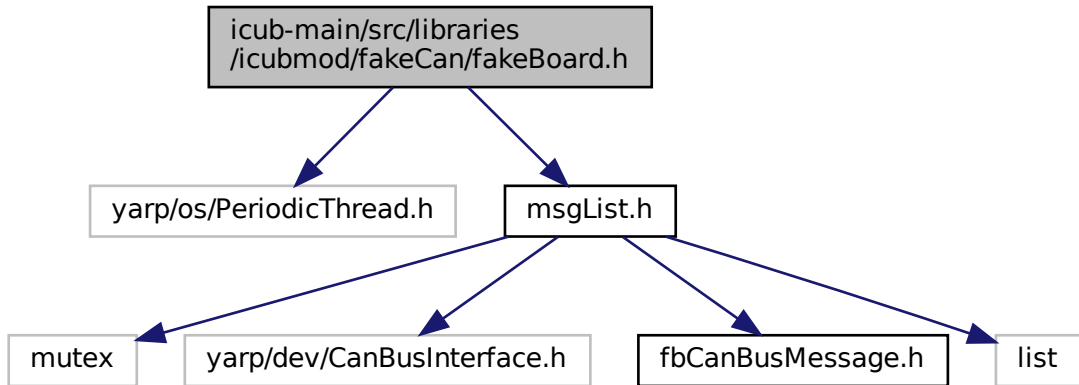 icub-main/src/libraries
/icubmod/fakeCan/fakeBoard.h
yarp/os/PeriodicThread.h
msgList.h
mutex
yarp/dev/CanBusInterface.h
fbCanBusMessage.h
list